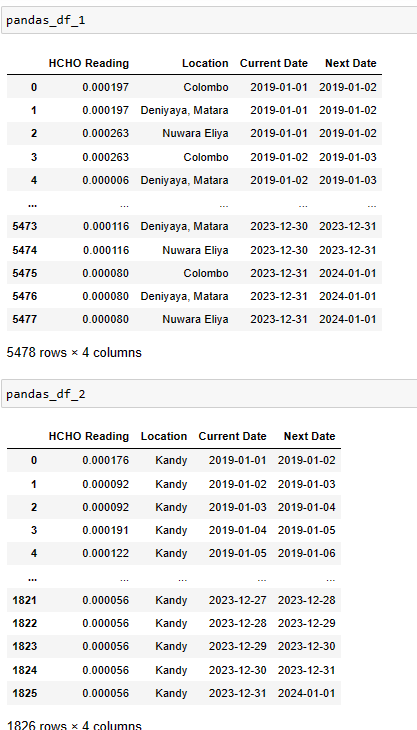 pandas_df_1
HCHO Reading Location Current Date Next Date
0 0.000197 Colombo 2019-01-01 2019-01-02
1 0.000197 Deniyaya, Matara 2019-01-01 2019-01-02
2 0.000263 Nuwara Eliya 2019-01-01 2019-01-02
3 0.000263 Colombo 2019-01-02 2019-01-03
4 0.000006 Deniyaya, Matara 2019-01-02 2019-01-03
... ... ... ... ...
5473 0.000116 Deniyaya, Matara 2023-12-30 2023-12-31
5474 0.000116 Nuwara Eliya 2023-12-30 2023-12-31
5475 0.000080 Colombo 2023-12-31 2024-01-01
5476 0.000080 Deniyaya, Matara 2023-12-31 2024-01-01
5477 0.000080 Nuwara Eliya 2023-12-31 2024-01-01
5478 rows × 4 columns
pandas_df_2
HCHO Reading Location Current Date Next Date
0 0.000176 Kandy 2019-01-01 2019-01-02
1 0.000092 Kandy 2019-01-02 2019-01-03
2 0.000092 Kandy 2019-01-03 2019-01-04
3 0.000191 Kandy 2019-01-04 2019-01-05
4 0.000122 Kandy 2019-01-05 2019-01-06
... ... ... ... ...
1821 0.000056 Kandy 2023-12-27 2023-12-28
1822 0.000056 Kandy 2023-12-28 2023-12-29
1823 0.000056 Kandy 2023-12-29 2023-12-30
1824 0.000056 Kandy 2023-12-30 2023-12-31
1825 0.000056 Kandy 2023-12-31 2024-01-01
1826 rows × 4 columns